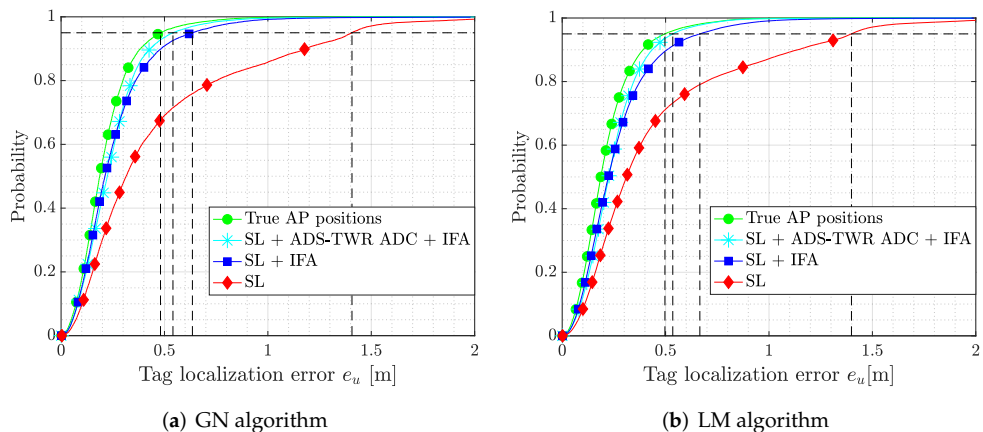 1
0.8
0.6
0.4
0.2
0
Probability
True AP positions
SL + ADS-TWR ADC + IFA
SL + IFA
SL
0
0.5
1
1.5
2
Tag localization error e_u [m]
(a) GN algorithm
1
0.8
0.6
0.4
0.2
0
Probability
True AP positions
SL + ADS-TWR ADC + IFA
SL + IFA
SL
0
0.5
1
1.5
2
Tag localization error e_u[m]
(b) LM algorithm